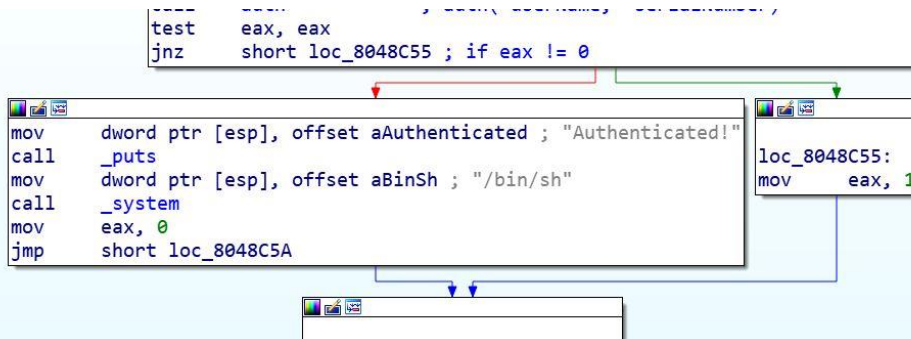 test    eax, eax
jnz     short loc_8048C55 ; if eax != 0
mov     dword ptr [esp], offset aAuthenticated ; "Authenticated!"
call    _puts
mov     dword ptr [esp], offset aBinSh ; "/bin/sh"
call    _system
mov     eax, 0
jmp     short loc_8048C5A
loc_8048C55:
mov     eax, 1